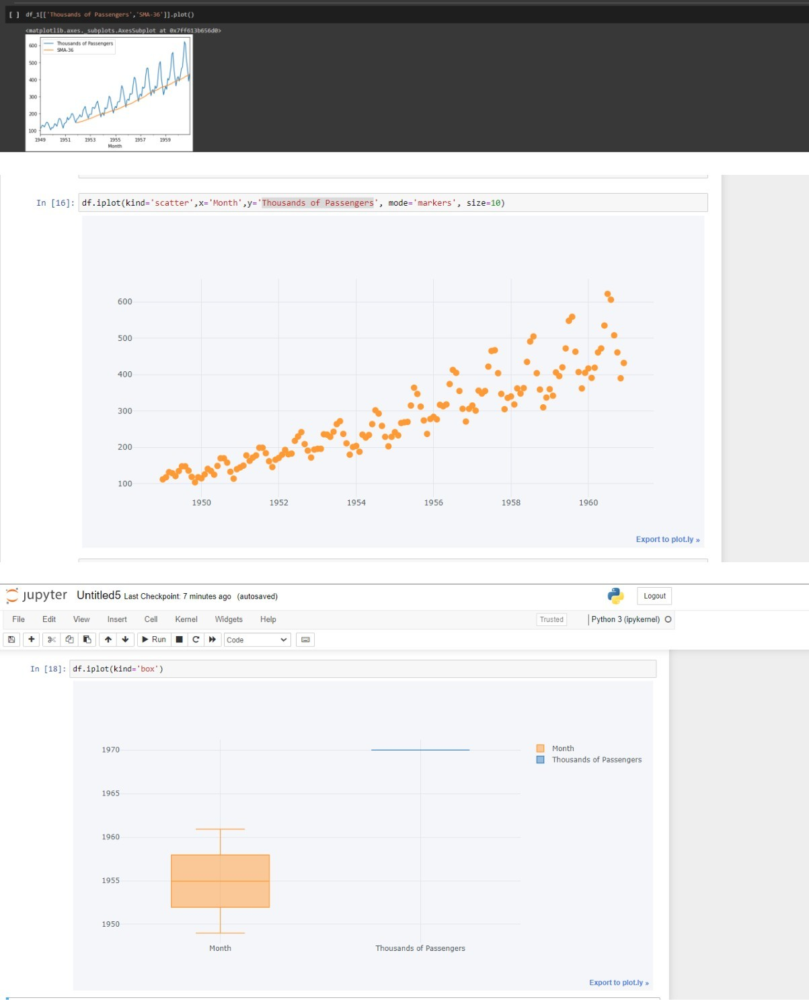 [ ] df_1[['Thousands of Passengers','SMA-36']].plot()
<matplotlib.axes._subplots.AxesSubplot at 0x7ff613b656d0>
Thousands of Passengers
SMA-36
600
500
400
300
200
100
1949 1951 1953 1955 1957 1959
Month
In [16]: df.iplot(kind='scatter',x='Month',y='Thousands of Passengers', mode='markers', size=10)
600
500
400
300
200
100
1950 1952 1954 1956 1958 1960
Export to plot.ly »
jupyter Untitled5 Last Checkpoint: 7 minutes ago (autosaved) Logout
File Edit View Insert Cell Kernel Widgets Help Trusted Python 3 (ipykernel)
Run Code
In [18]: df.iplot(kind='box')
1970
1965
1960
1955
1950
Month
Thousands of Passengers
Month Thousands of Passengers
Export to plot.ly »